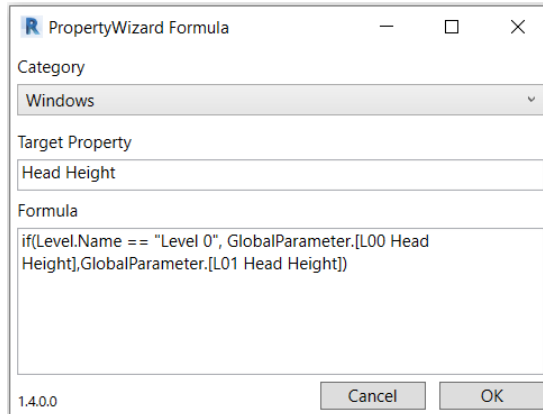 R PropertyWizard Formula
Category
Windows
Target Property
Head Height
Formula
if(Level.Name == "Level 0", GlobalParameter.[L00 Head
Height],GlobalParameter.[L01 Head Height])
1.4.0.0
Cancel
OK